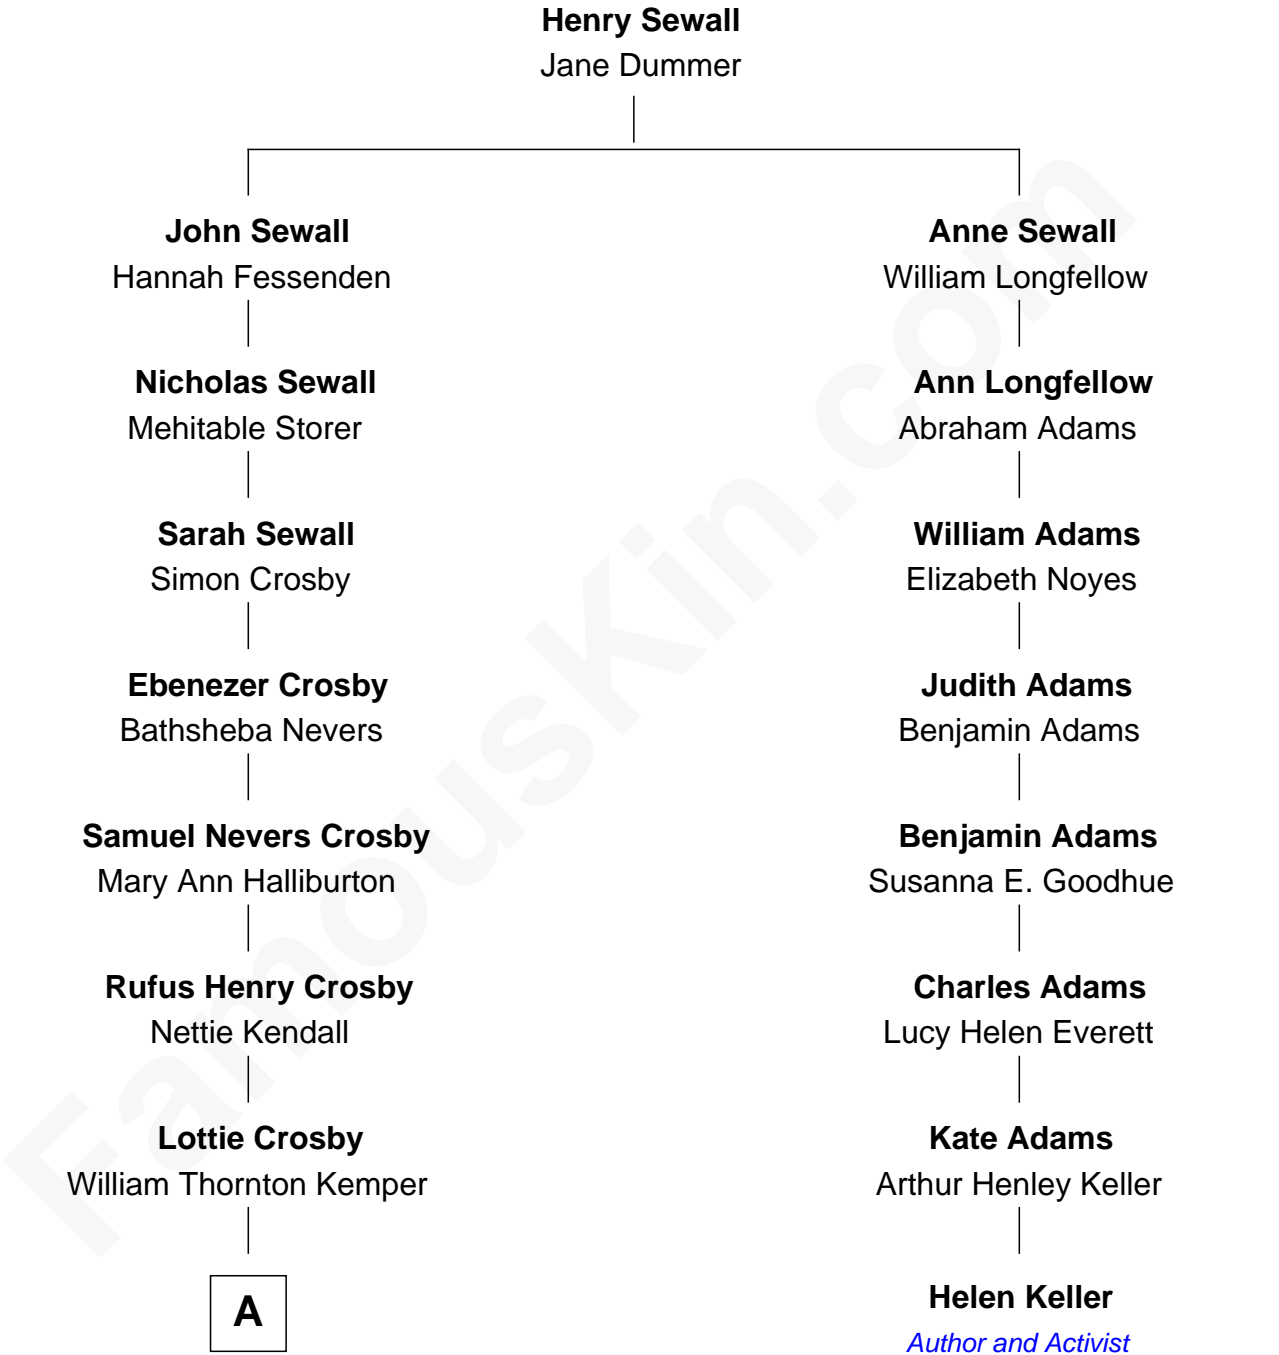 Henry Sewall
Jane Dummer
John Sewall
Hannah Fessenden
Nicholas Sewall
Mehitable Storer
Sarah Sewall
Simon Crosby
Ebenezer Crosby
Bathsheba Nevers
Samuel Nevers Crosby
Mary Ann Halliburton
Rufus Henry Crosby
Nettie Kendall
Lottie Crosby
William Thornton Kemper
A
Anne Sewall
William Longfellow
Ann Longfellow
Abraham Adams
William Adams
Elizabeth Noyes
Judith Adams
Benjamin Adams
Benjamin Adams
Susanna E. Goodhue
Charles Adams
Lucy Helen Everett
Kate Adams
Arthur Henley Keller
Helen Keller
Author and Activist
FamousKin.com